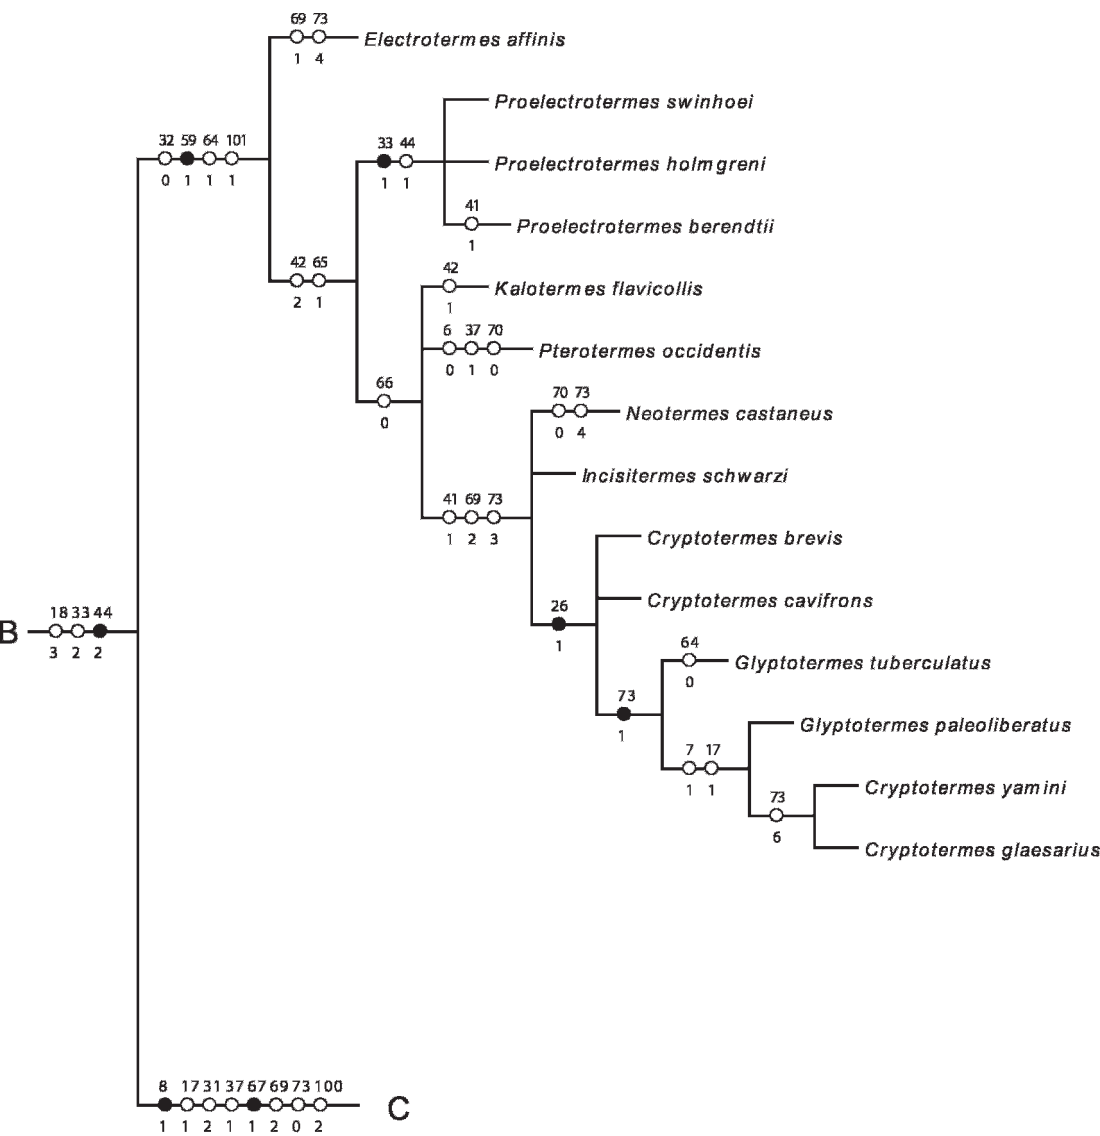 69 73
Electrotermes affinis
1 4
Proelectrotermes swinhoei
32 59 64 101
33 44
Proelectrotermes holmgreni
0 1 1 1
1 1
41
Proelectrotermes berendtii
1
42 65
42
Kalotermes flavicollis
2 1
1
6 37 70
Pterotermes occidentis
0 1 0
66
0
70 73
Neotermes castaneus
0 4
Incisitermes schwarzi
41 69 73
1 2 3
Cryptotermes brevis
26
Cryptotermes cavifrons
1
18 33 44
B
3 2 2
64
Glyptotermes tuberculatus
0
73
1
Glyptotermes paleoliberatus
7 17
1 1
Cryptotermes yamini
73
6
Cryptotermes glaesarius
8 17 31 37 67 69 73 100
C
1 1 2 1 1 2 0 2